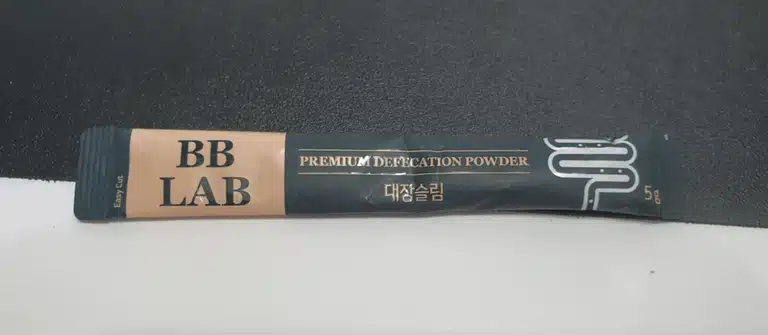 Easy Cut
BB
LAB
PREMIUM DEFECATION POWDER
대장슬림
5g